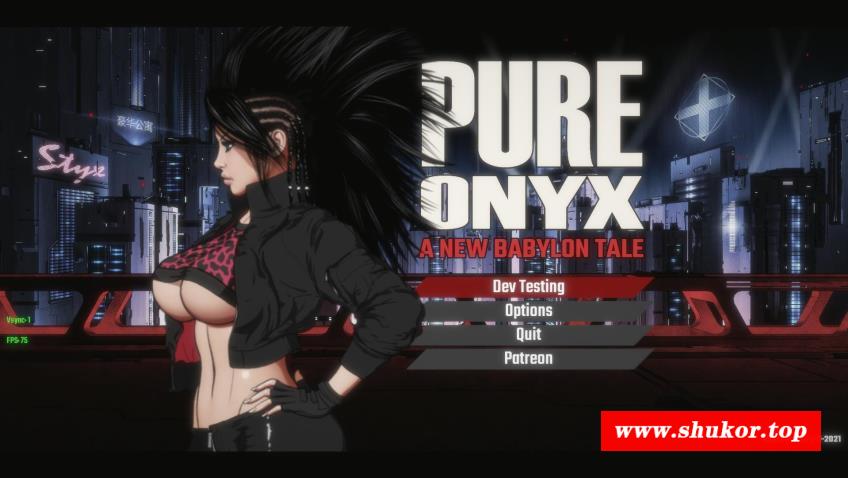 PURE
ONYX
A NEW BABYLON TALE
豪华公寓
Styx
Dev Testing
Options
Quit
Patreon
Vsync-1
FPS-75
www.shukor.top
-2021